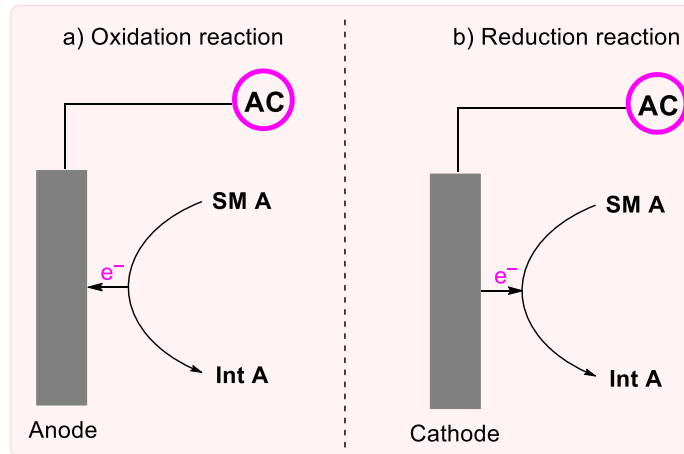 a) Oxidation reaction
AC
SM A
e⁻
Int A
Anode
b) Reduction reaction
AC
SM A
e⁻
Int A
Cathode